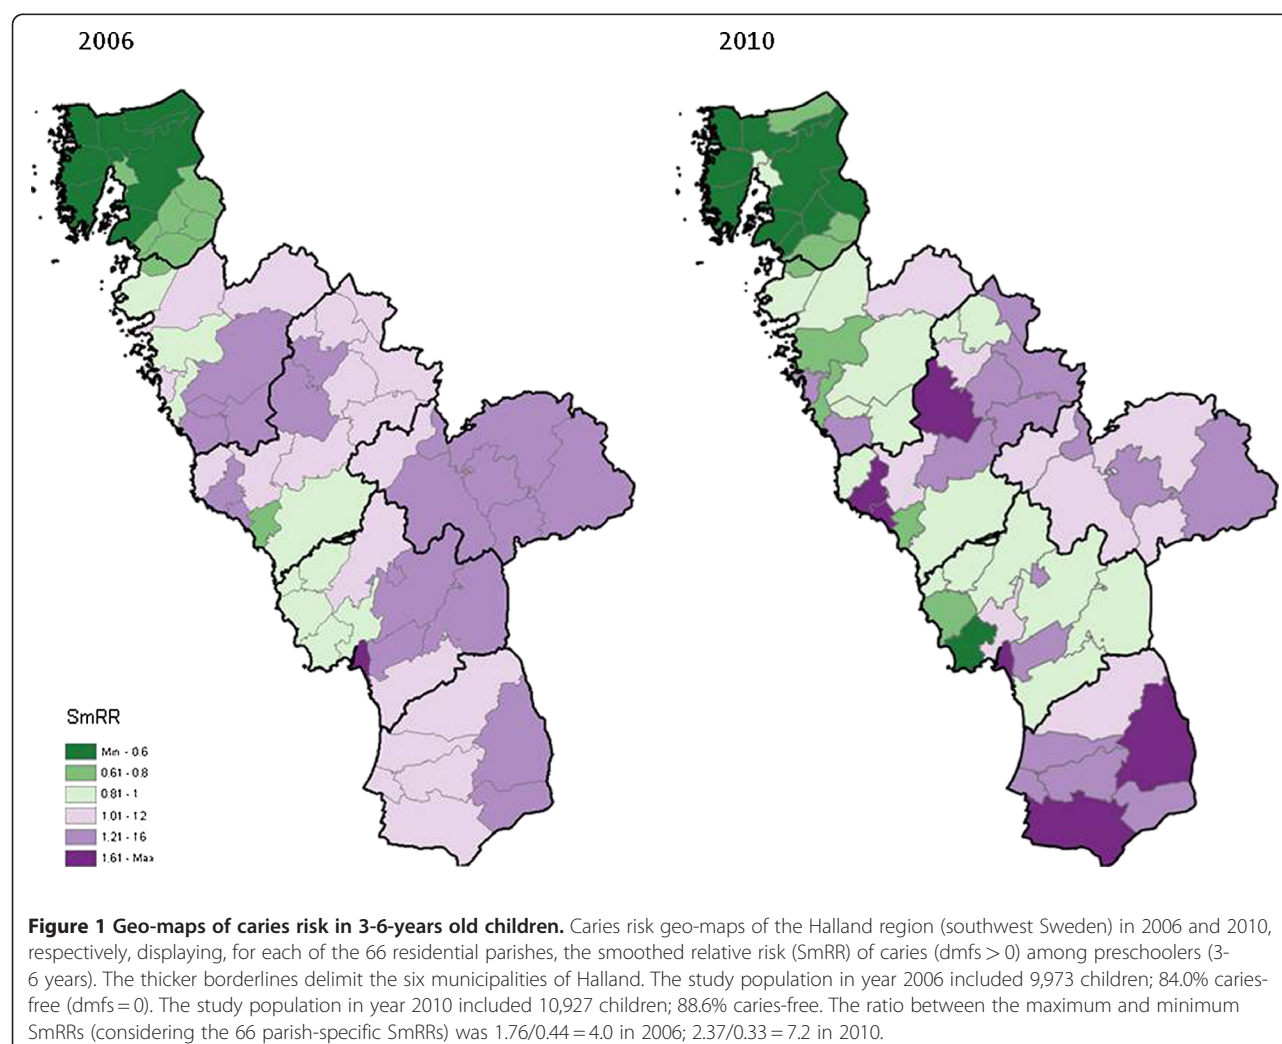 2006
2010
SmRR
Min - 0.6
0.61 - 0.8
0.81 - 1
1.01 - 1.2
1.21 - 1.6
1.61 - Max
Figure 1 Geo-maps of caries risk in 3-6-years old children. Caries risk geo-maps of the Halland region (southwest Sweden) in 2006 and 2010,
respectively, displaying, for each of the 66 residential parishes, the smoothed relative risk (SmRR) of caries (dmfs > 0) among preschoolers (3-
6 years). The thicker borderlines delimit the six municipalities of Halland. The study population in year 2006 included 9,973 children; 84.0% caries-
free (dmfs = 0). The study population in year 2010 included 10,927 children; 88.6% caries-free. The ratio between the maximum and minimum
SmRRs (considering the 66 parish-specific SmRRs) was 1.76/0.44 = 4.0 in 2006; 2.37/0.33 = 7.2 in 2010.